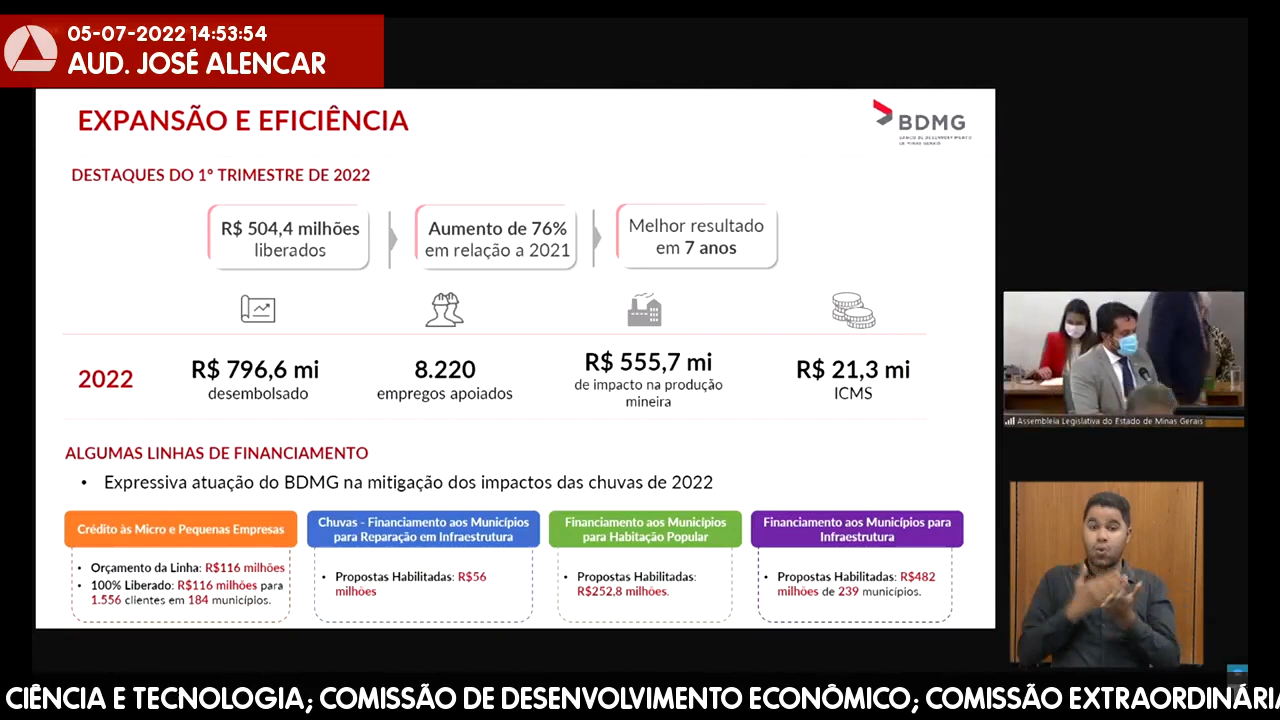 05-07-2022 14:53:54
AUD. JOSÉ ALENCAR
EXPANSÃO E EFICIÊNCIA
BDMG
BANCO DE DESENVOLVIMENTO
DE MINAS GERAIS
DESTAQUES DO 1º TRIMESTRE DE 2022
R$ 504,4 milhões
liberados
Aumento de 76%
em relação a 2021
Melhor resultado
em 7 anos
2022
R$ 796,6 mi
desembolsado
8.220
empregos apoiados
R$ 555,7 mi
de impacto na produção
mineira
R$ 21,3 mi
ICMS
ALGUMAS LINHAS DE FINANCIAMENTO
• Expressiva atuação do BDMG na mitigação dos impactos das chuvas de 2022
Crédito às Micro e Pequenas Empresas
• Orçamento da Linha: R$116 milhões
• 100% Liberado: R$116 milhões para
1.556 clientes em 184 municípios.
Chuvas - Financiamento aos Municípios
para Reparação em Infraestrutura
• Propostas Habilitadas: R$56
milhões
Financiamento aos Municípios
para Habitação Popular
• Propostas Habilitadas:
R$252,8 milhões.
Financiamento aos Municípios para
Infraestrutura
• Propostas Habilitadas: R$482
milhões de 239 municípios.
Assembleia Legislativa do Estado de Minas Gerais
CIÊNCIA E TECNOLOGIA; COMISSÃO DE DESENVOLVIMENTO ECONÔMICO; COMISSÃO EXTRAORDINÁRIA